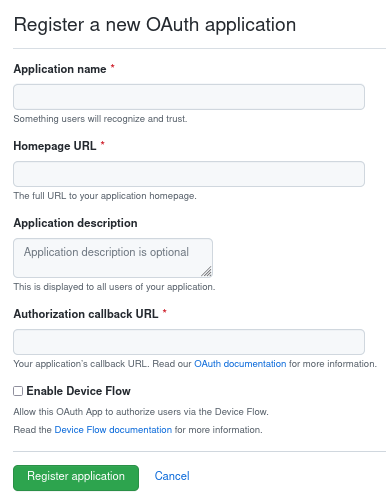 Register a new OAuth application
Application name *
Something users will recognize and trust.
Homepage URL *
The full URL to your application homepage.
Application description
Application description is optional
This is displayed to all users of your application.
Authorization callback URL *
Your application's callback URL. Read our OAuth documentation for more information.
Enable Device Flow
Allow this OAuth App to authorize users via the Device Flow.
Read the Device Flow documentation for more information.
Register application Cancel